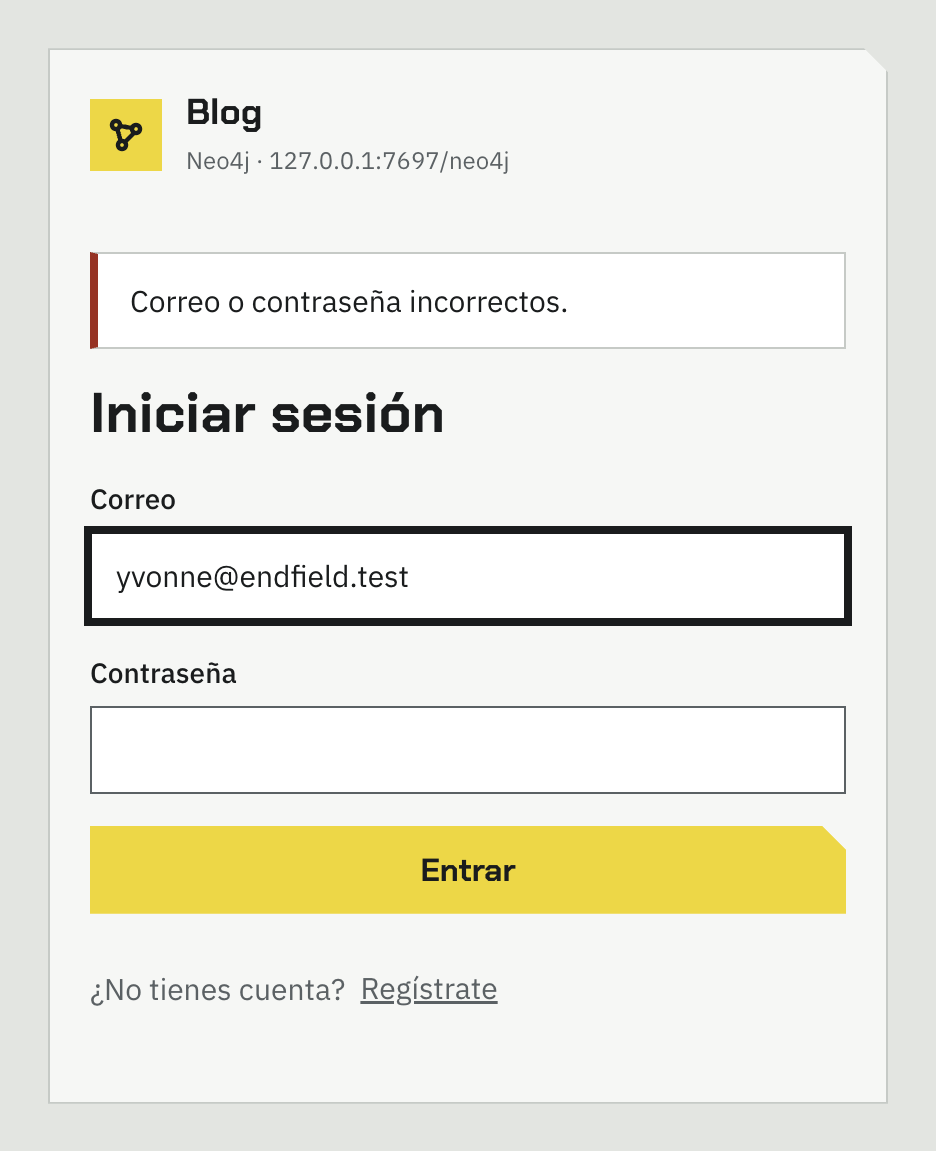 Blog
Neo4j · 127.0.0.1:7697/neo4j
Correo o contraseña incorrectos.
Iniciar sesión
Correo
yvonne@endfield.test
Contraseña
Entrar
¿No tienes cuenta? Regístrate